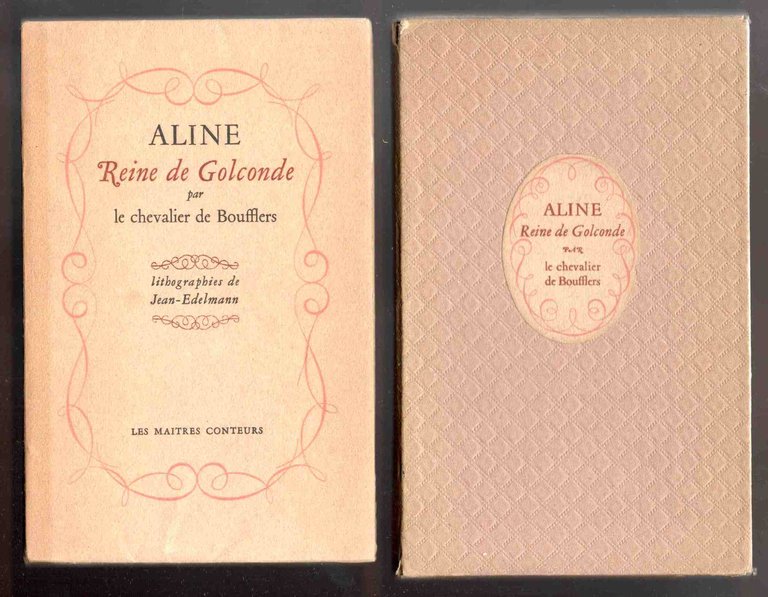 ALINE
Reine de Golconde
par
le chevalier de Boufflers
lithographies de
Jean-Edelmann
LES MAITRES CONTEURS
ALINE
Reine de Golconde
PAR
le chevalier
de Boufflers